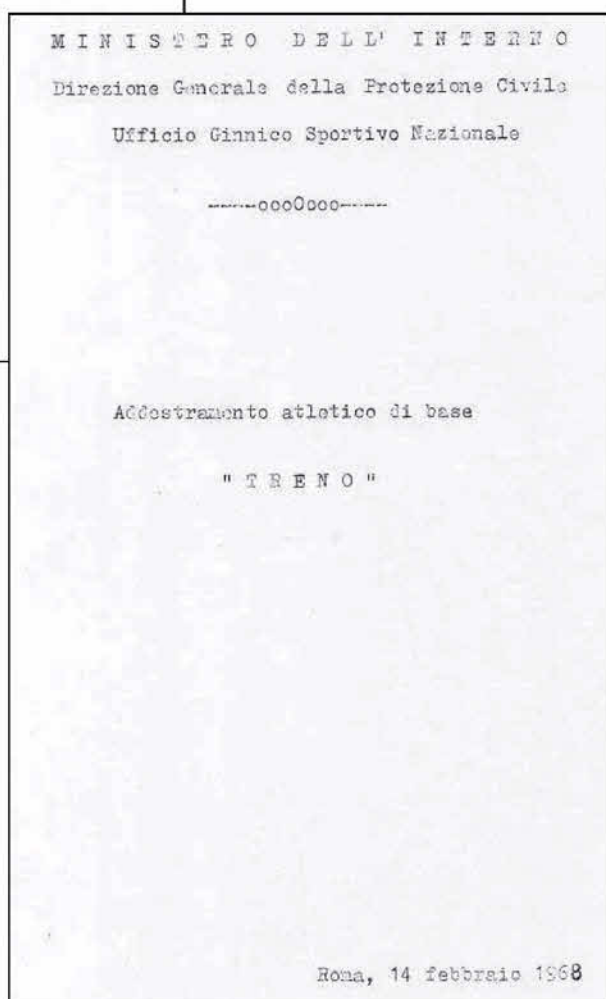 MINISTERO DELL' INTERNO
Direzione Generale della Protezione Civile
Ufficio Ginnico Sportivo Nazionale
-----oooOooo-----
Addestramento atletico di base
"TRENO"
Roma, 14 febbraio 1968